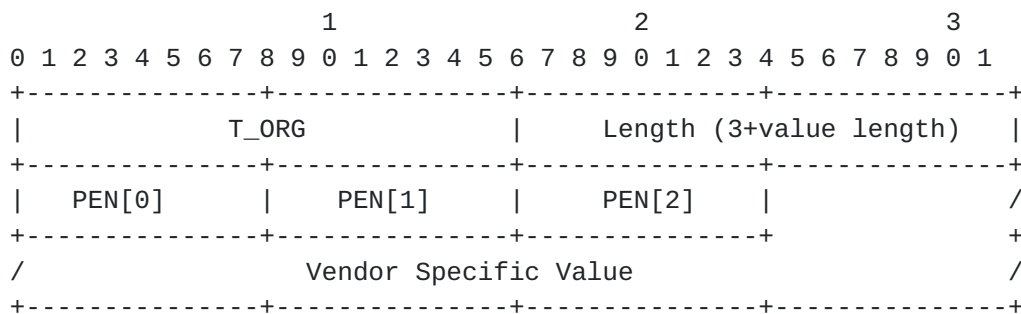 1                   2                   3
0 1 2 3 4 5 6 7 8 9 0 1 2 3 4 5 6 7 8 9 0 1 2 3 4 5 6 7 8 9 0 1
+---------------+---------------+---------------+---------------+
|             T_ORG             |     Length (3+value length)   |
+---------------+---------------+---------------+---------------+
|   PEN[0]      |    PEN[1]     |     PEN[2]    |               /
+---------------+---------------+---------------+               +
/                  Vendor Specific Value                        /
+---------------+---------------+---------------+---------------+